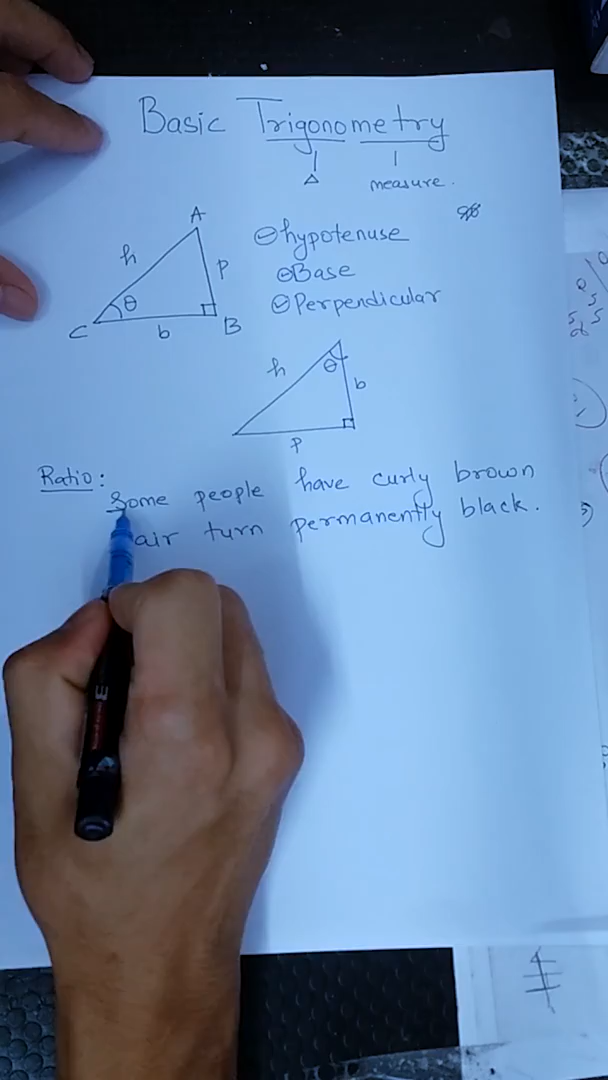 Basic Trigonometry
△ measure.
A
h p
θ
C b B
⊖hypotenuse
⊖Base
⊖Perpendicular
h θ b
p
Ratio:
Some people have curly brown
air turn permanently black.